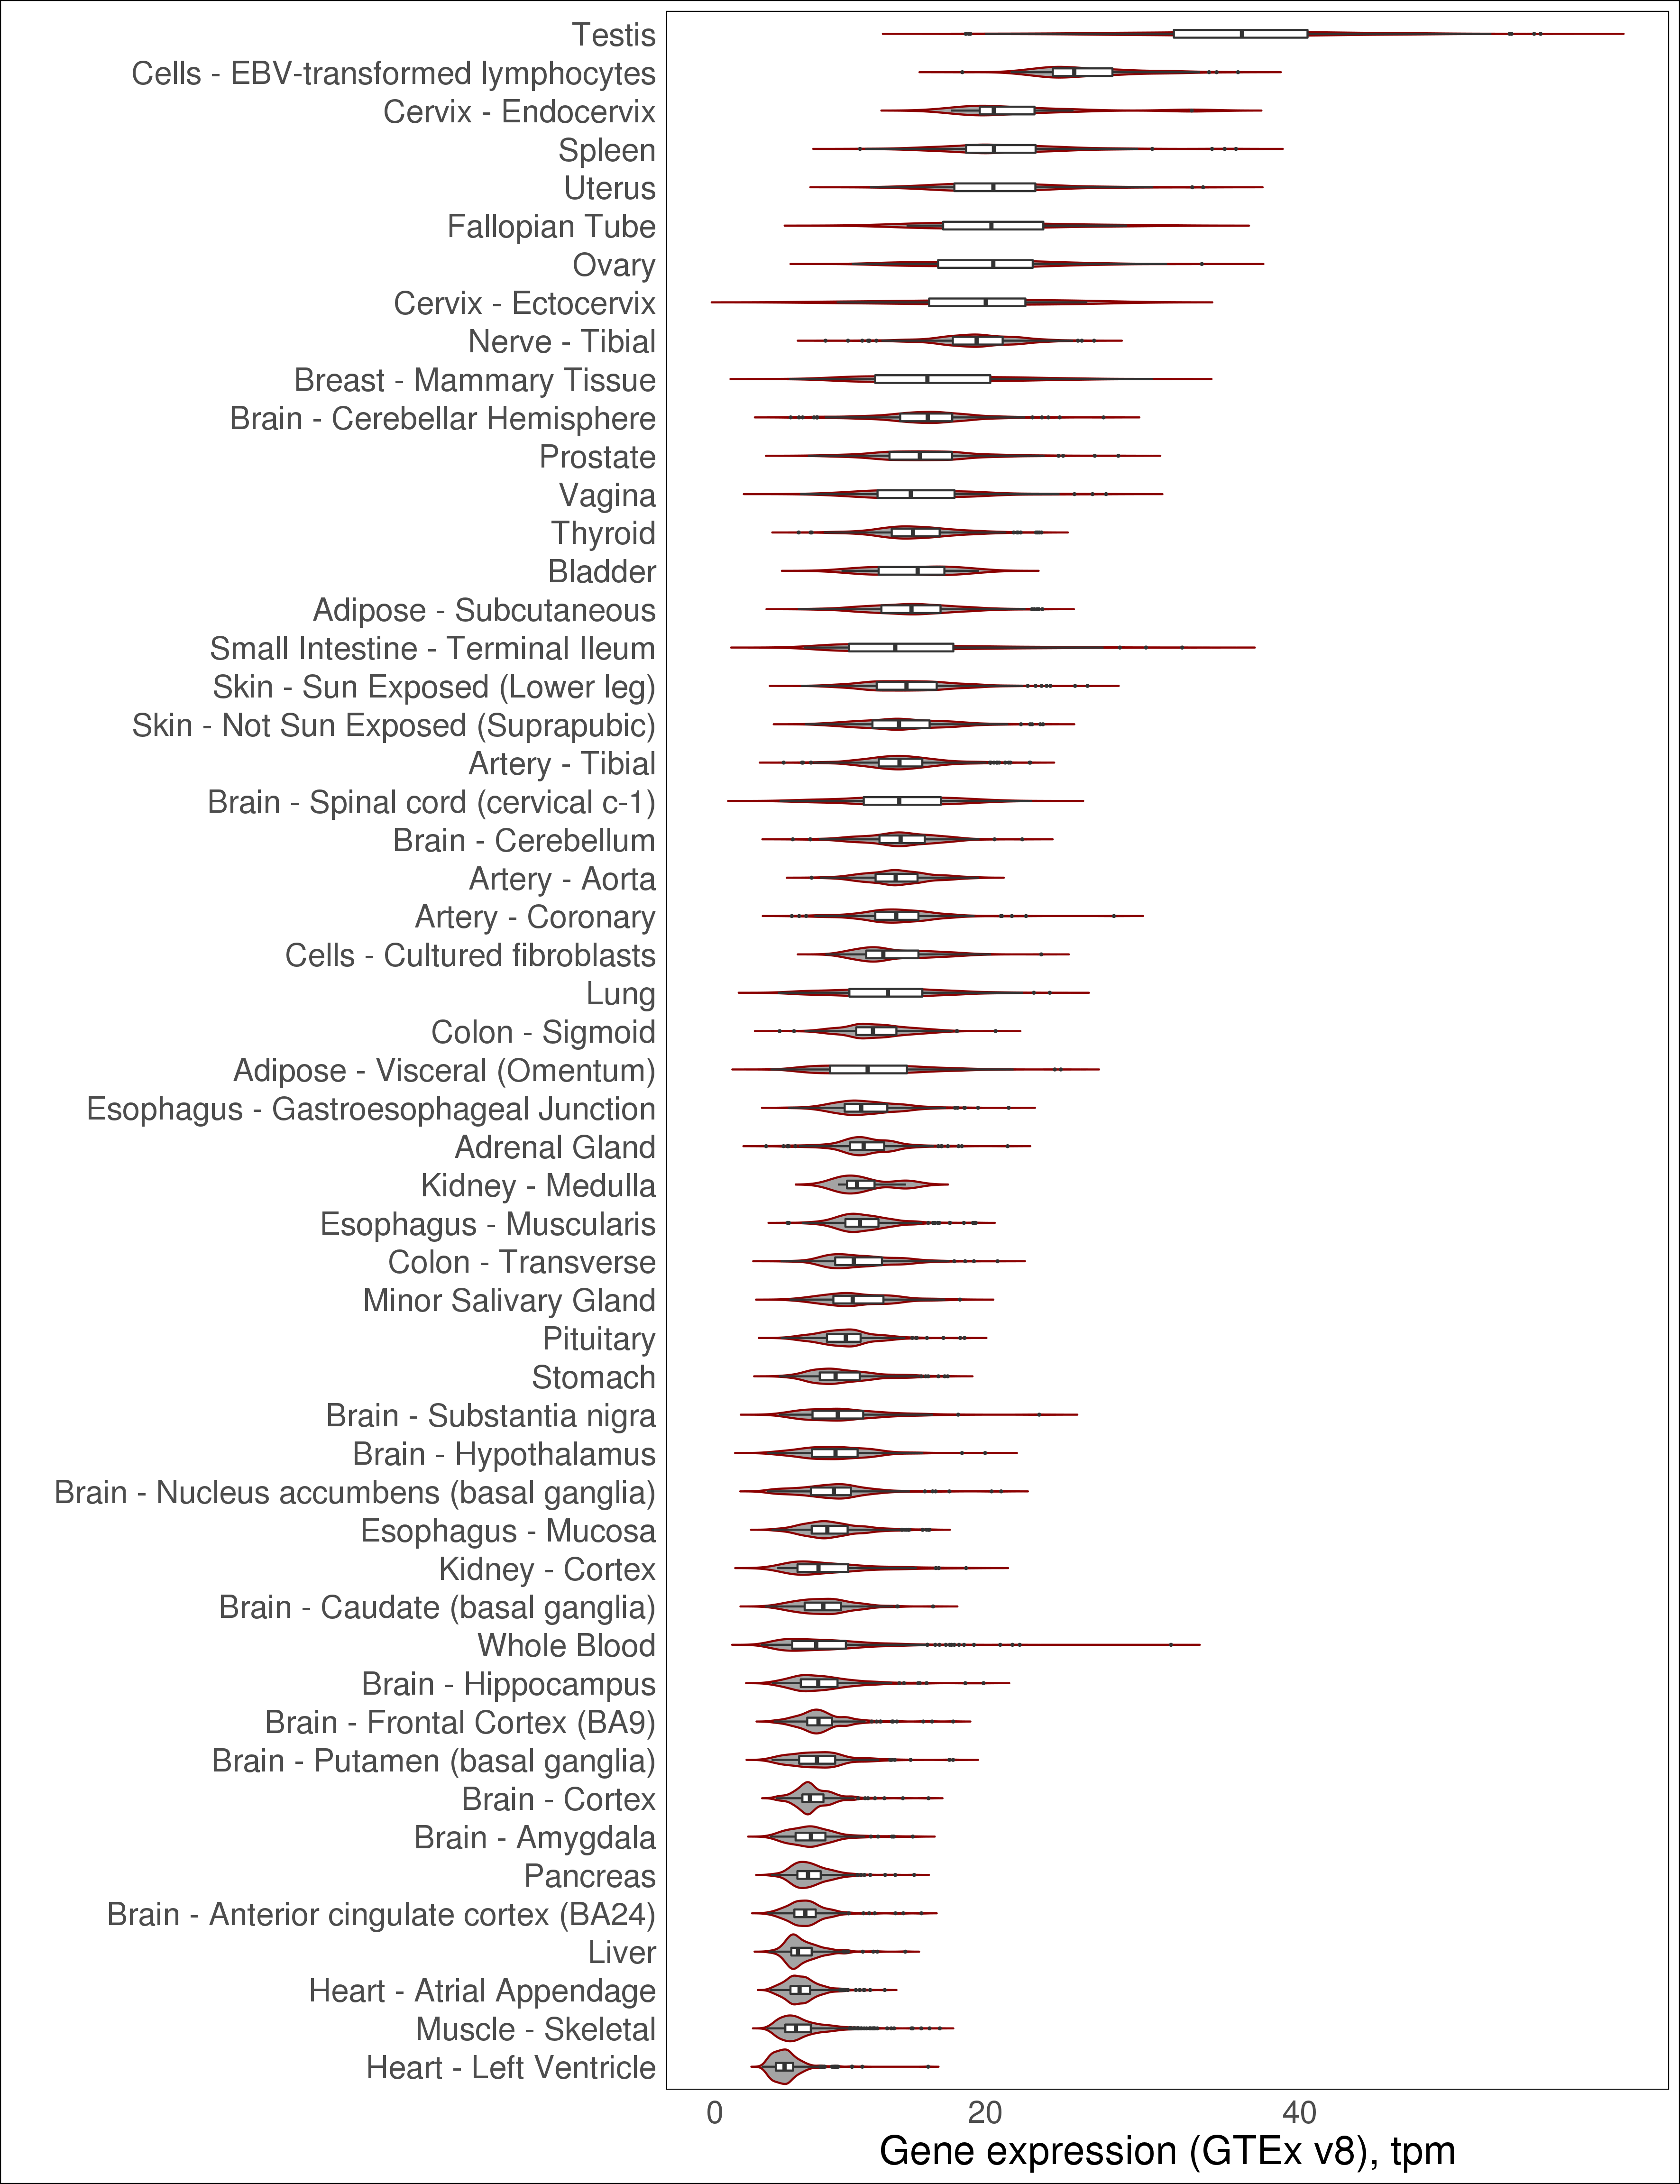 Testis
Cells - EBV-transformed lymphocytes
Cervix - Endocervix
Spleen
Uterus
Fallopian Tube
Ovary
Cervix - Ectocervix
Nerve - Tibial
Breast - Mammary Tissue
Brain - Cerebellar Hemisphere
Prostate
Vagina
Thyroid
Bladder
Adipose - Subcutaneous
Small Intestine - Terminal Ileum
Skin - Sun Exposed (Lower leg)
Skin - Not Sun Exposed (Suprapubic)
Artery - Tibial
Brain - Spinal cord (cervical c-1)
Brain - Cerebellum
Artery - Aorta
Artery - Coronary
Cells - Cultured fibroblasts
Lung
Colon - Sigmoid
Adipose - Visceral (Omentum)
Esophagus - Gastroesophageal Junction
Adrenal Gland
Kidney - Medulla
Esophagus - Muscularis
Colon - Transverse
Minor Salivary Gland
Pituitary
Stomach
Brain - Substantia nigra
Brain - Hypothalamus
Brain - Nucleus accumbens (basal ganglia)
Esophagus - Mucosa
Kidney - Cortex
Brain - Caudate (basal ganglia)
Whole Blood
Brain - Hippocampus
Brain - Frontal Cortex (BA9)
Brain - Putamen (basal ganglia)
Brain - Cortex
Brain - Amygdala
Pancreas
Brain - Anterior cingulate cortex (BA24)
Liver
Heart - Atrial Appendage
Muscle - Skeletal
Heart - Left Ventricle
0 20 40
Gene expression (GTEx v8), tpm